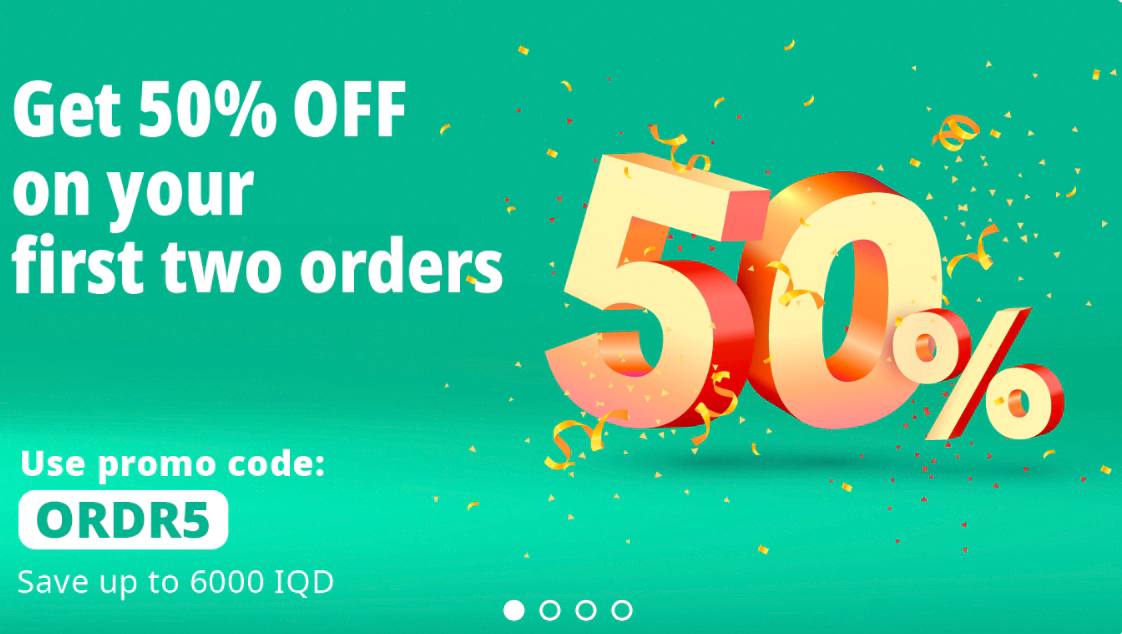 Get 50% OFF
on your
first two orders
50%
Use promo code:
ORDR5
Save up to 6000 IQD